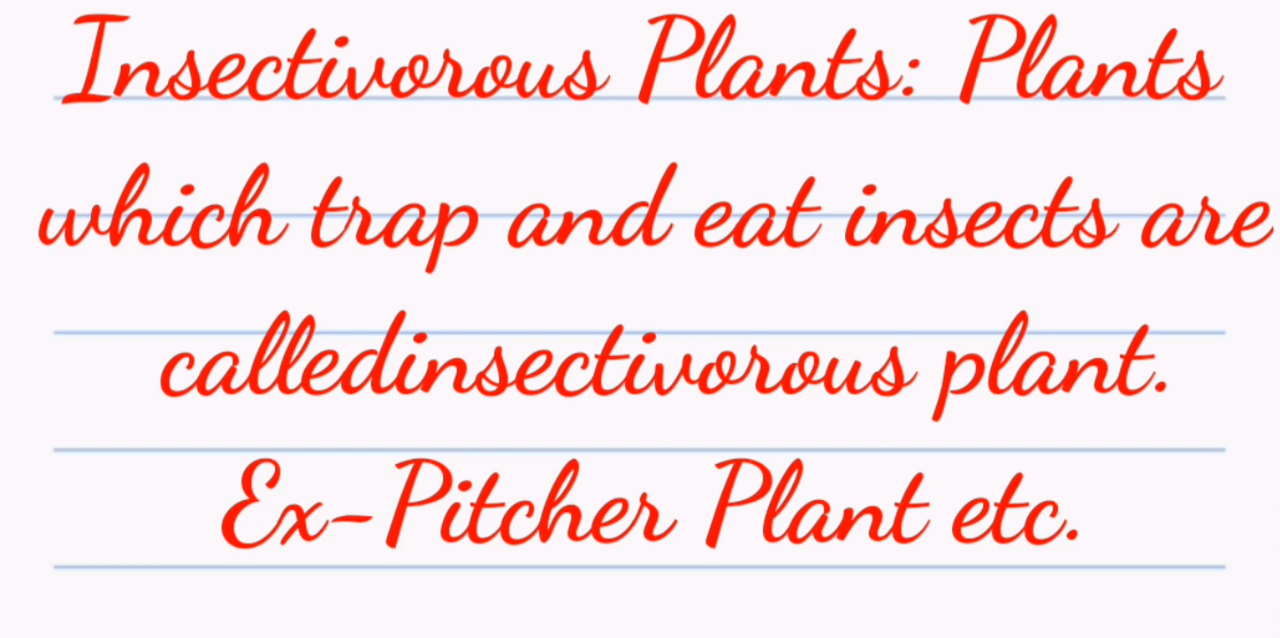 Insectivorous Plants: Plants
which trap and eat insects are
calledinsectivorous plant.
Ex-Pitcher Plant etc.